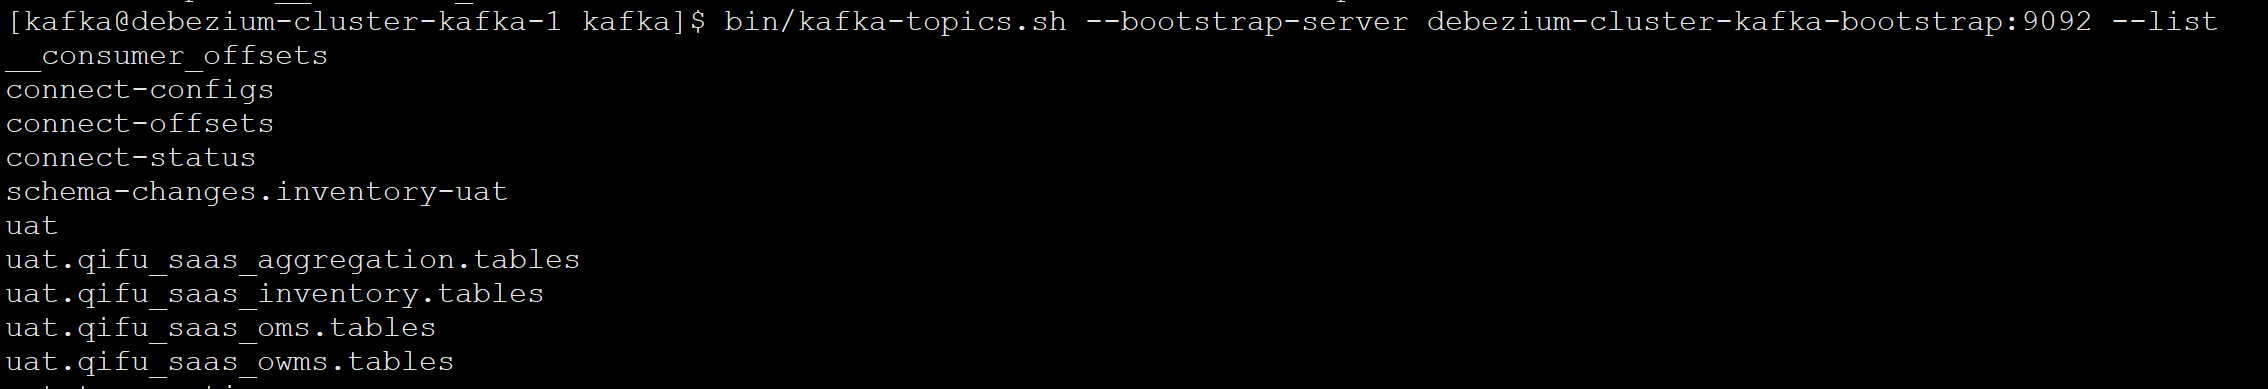 [kafka@debezium-cluster-kafka-1 kafka]$ bin/kafka-topics.sh --bootstrap-server debezium-cluster-kafka-bootstrap:9092 --list
__consumer_offsets
connect-configs
connect-offsets
connect-status
schema-changes.inventory-uat
uat
uat.qifu_saas_aggregation.tables
uat.qifu_saas_inventory.tables
uat.qifu_saas_oms.tables
uat.qifu_saas_owms.tables